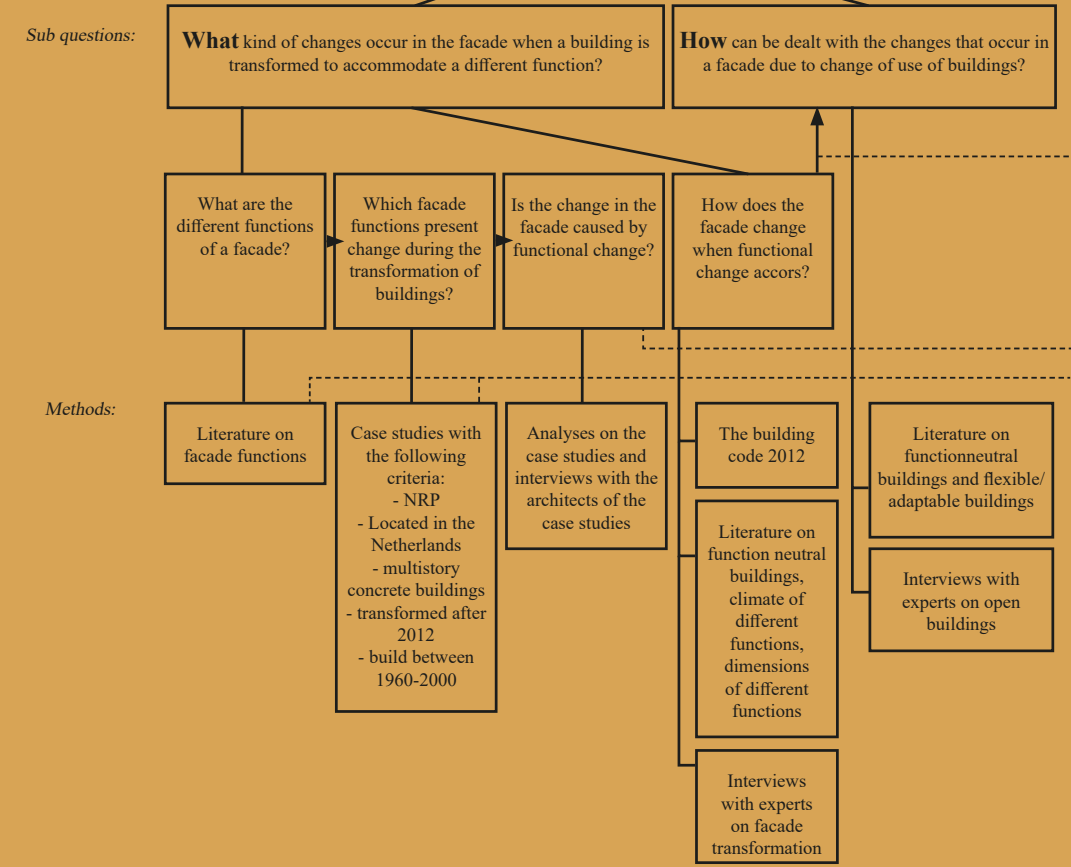 Sub questions:
What kind of changes occur in the facade when a building is
transformed to accommodate a different function?
How can be dealt with the changes that occur in
a facade due to change of use of buildings?
What are the
different functions
of a facade?
Which facade
functions present
change during the
transformation of
buildings?
Is the change in the
facade caused by
functional change?
How does the
facade change
when functional
change accors?
Methods:
Literature on
facade functions
Case studies with
the following
criteria:
- NRP
- Located in the
Netherlands
- multistory
concrete buildings
- transformed after
2012
- build between
1960-2000
Analyses on the
case studies and
interviews with the
architects of the
case studies
The building
code 2012
Literature on
function neutral
buildings,
climate of
different
functions,
dimensions
of different
functions
Interviews
with experts
on facade
transformation
Literature on
functionneutral
buildings and flexible/
adaptable buildings
Interviews with
experts on open
buildings